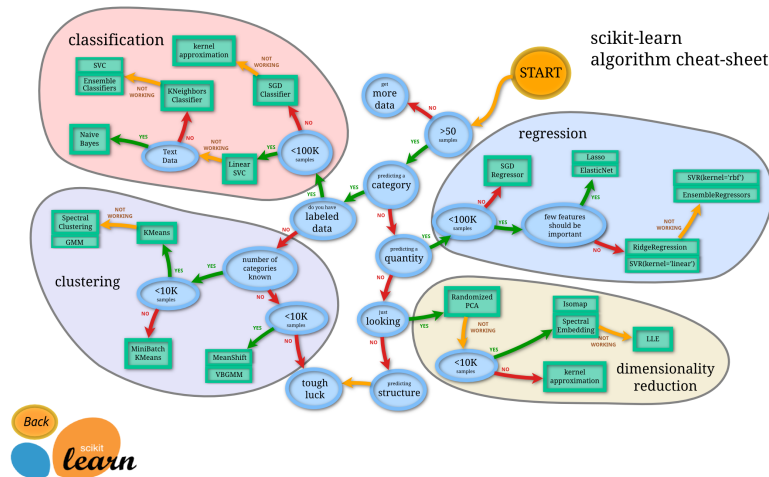 scikit-learn
algorithm cheat-sheet
classification
kernel
approximation
NOT
WORKING
SVC
Ensemble
Classifiers
NOT
WORKING
KNeighbors
Classifier
SGD
Classifier
NO
YES
NO
NOT
WORKING
Naive
Bayes
Text
Data
Linear
SVC
YES
<100K
samples
START
get
more
data
NO
>50
samples
YES
predicting a
category
YES
NO
do you have
labeled
data
YES
NO
predicting a
quantity
YES
NO
just
looking
YES
NO
predicting
structure
tough
luck
regression
SGD
Regressor
NO
<100K
samples
YES
Lasso
ElasticNet
YES
few features
should be
important
NO
SVR(kernel='rbf')
EnsembleRegressors
NOT
WORKING
RidgeRegression
SVR(kernel='linear')
clustering
Spectral
Clustering
GMM
NOT
WORKING
KMeans
YES
number of
categories
known
YES
NO
<10K
samples
NO
MiniBatch
KMeans
<10K
samples
YES
NO
MeanShift
VBGMM
dimensionality
reduction
Randomized
PCA
NOT
WORKING
<10K
samples
YES
NO
Isomap
Spectral
Embedding
NOT
WORKING
LLE
kernel
approximation
Back
scikit
learn